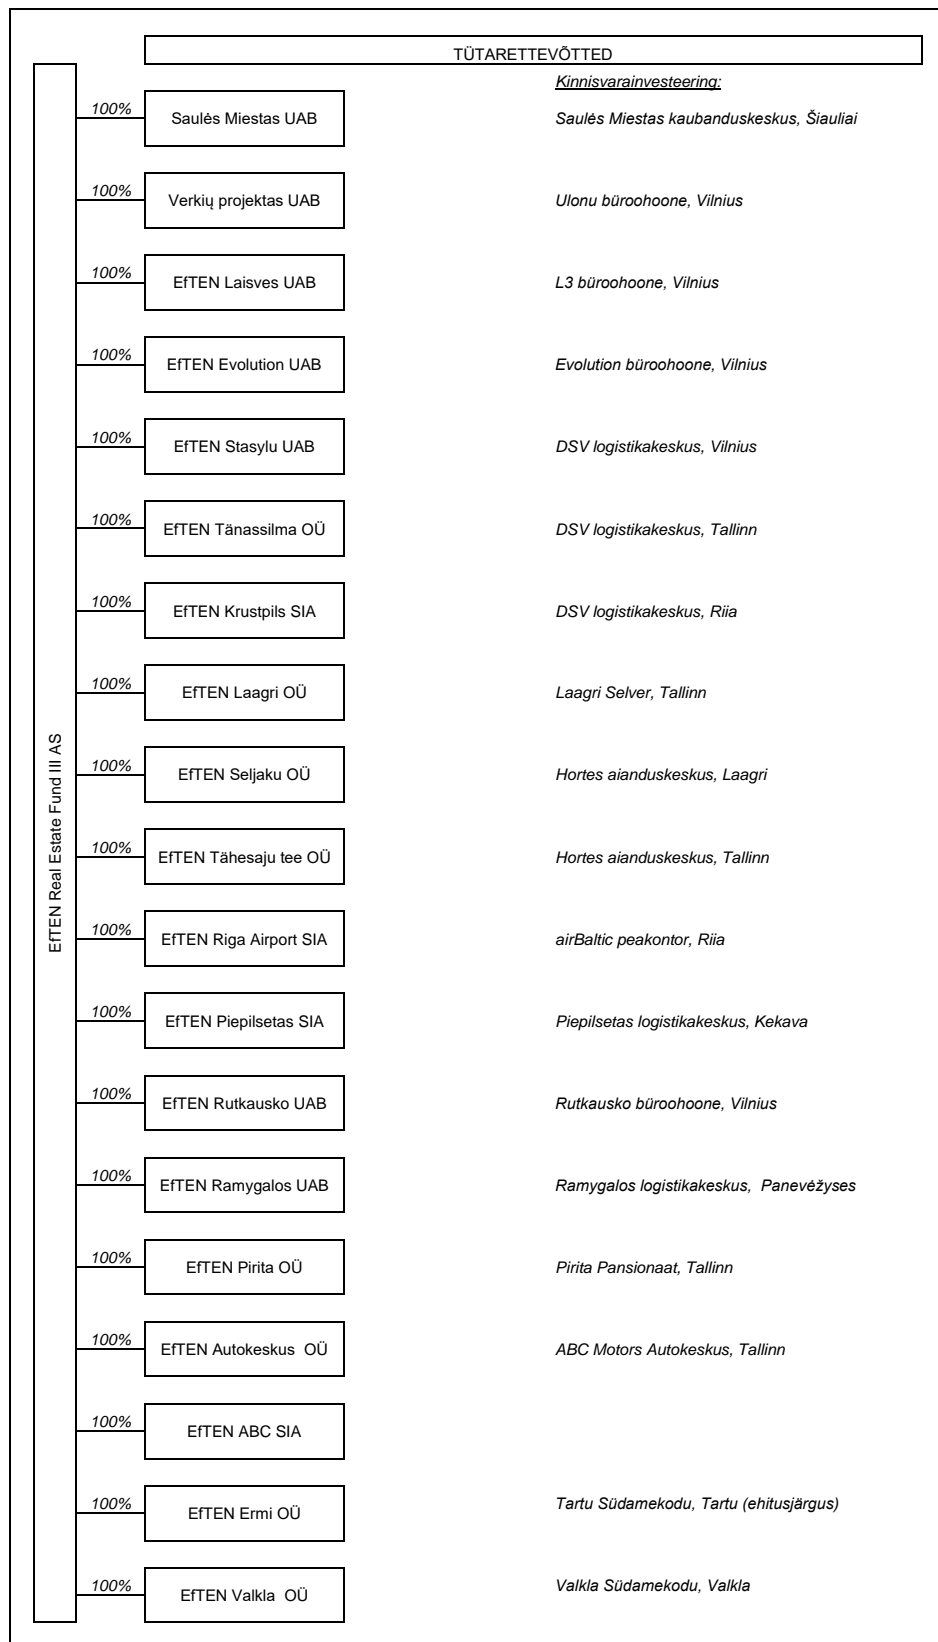 TÜTARETTEVÕTTED
Kinnisvarainvesteering:
100% Saulės Miestas UAB Saulės Miestas kaubanduskeskus, Šiauliai
100% Verkių projektas UAB Ulonu büroohoone, Vilnius
100% EfTEN Laisves UAB L3 büroohoone, Vilnius
100% EfTEN Evolution UAB Evolution büroohoone, Vilnius
100% EfTEN Stasylu UAB DSV logistikakeskus, Vilnius
100% EfTEN Tänassilma OÜ DSV logistikakeskus, Tallinn
100% EfTEN Krustpils SIA DSV logistikakeskus, Riia
100% EfTEN Laagri OÜ Laagri Selver, Tallinn
EfTEN Real Estate Fund III AS
100% EfTEN Seljaku OÜ Hortes aianduskeskus, Laagri
100% EfTEN Tähesaju tee OÜ Hortes aianduskeskus, Tallinn
100% EfTEN Riga Airport SIA airBaltic peakontor, Riia
100% EfTEN Piepilsetas SIA Piepilsetas logistikakeskus, Kekava
100% EfTEN Rutkausko UAB Rutkausko büroohoone, Vilnius
100% EfTEN Ramygalos UAB Ramygalos logistikakeskus, Panevėžyses
100% EfTEN Pirita OÜ Pirita Pansionaat, Tallinn
100% EfTEN Autokeskus OÜ ABC Motors Autokeskus, Tallinn
100% EfTEN ABC SIA
100% EfTEN Ermi OÜ Tartu Südamekodu, Tartu (ehitusjärgus)
100% EfTEN Valkla OÜ Valkla Südamekodu, Valkla